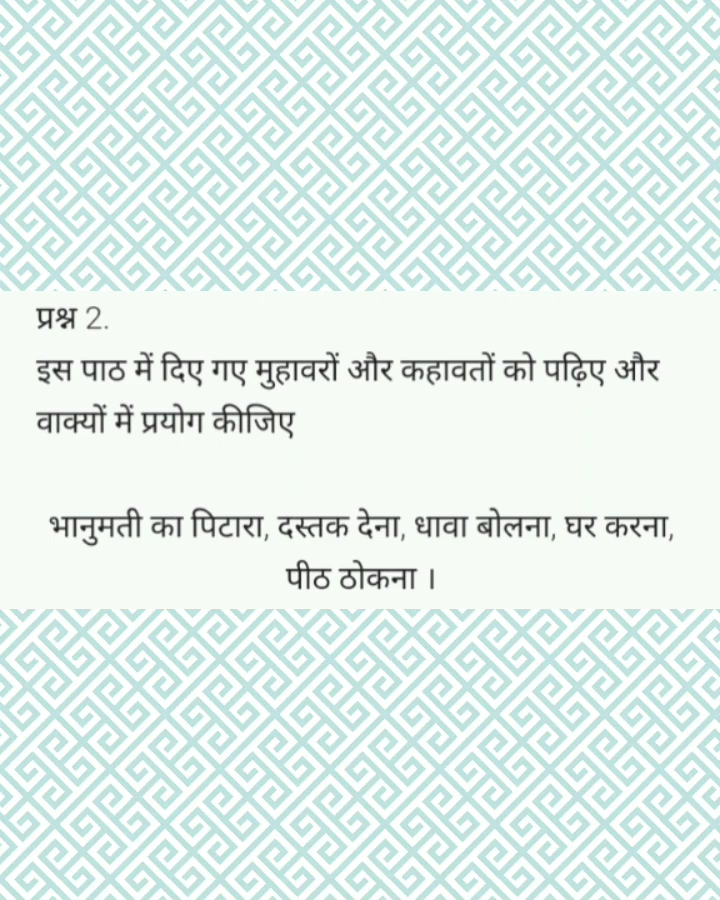 प्रश्न 2.
इस पाठ में दिए गए मुहावरों और कहावतों को पढ़िए और
वाक्यों में प्रयोग कीजिए
भानुमती का पिटारा, दस्तक देना, धावा बोलना, घर करना,
पीठ ठोकना ।